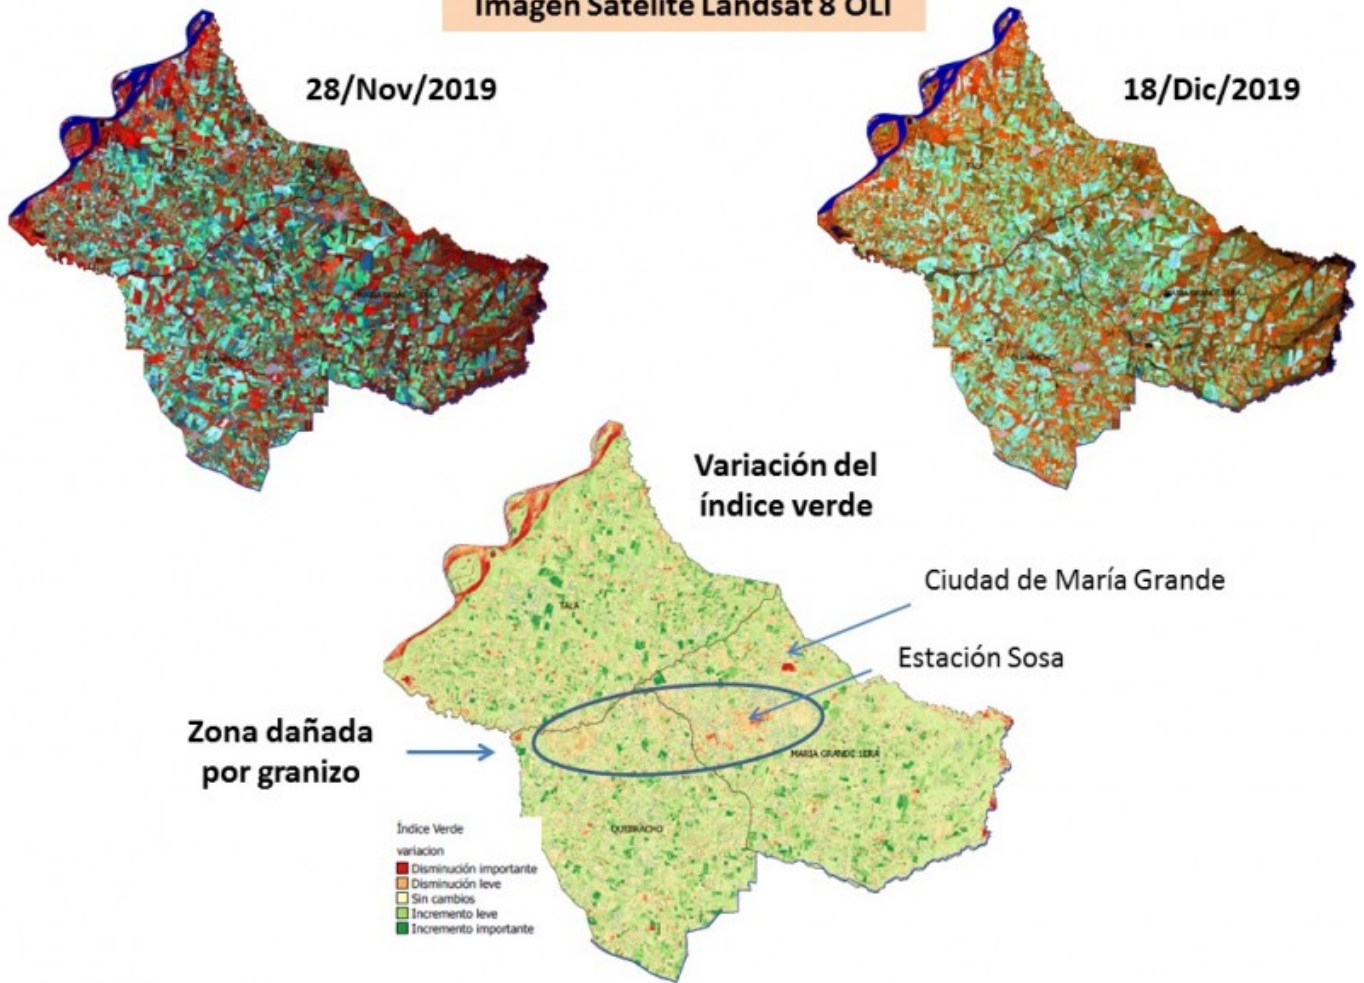 Imagen Satélite Landsat 8 OLI
28/Nov/2019
18/Dic/2019
Variación del
índice verde
Ciudad de María Grande
Estación Sosa
TALA
Zona dañada
por granizo
MARIA GRANDE 1ERA
QUEBRACHO
Índice Verde
variacion
Disminución importante
Disminución leve
Sin cambios
Incremento leve
Incremento importante